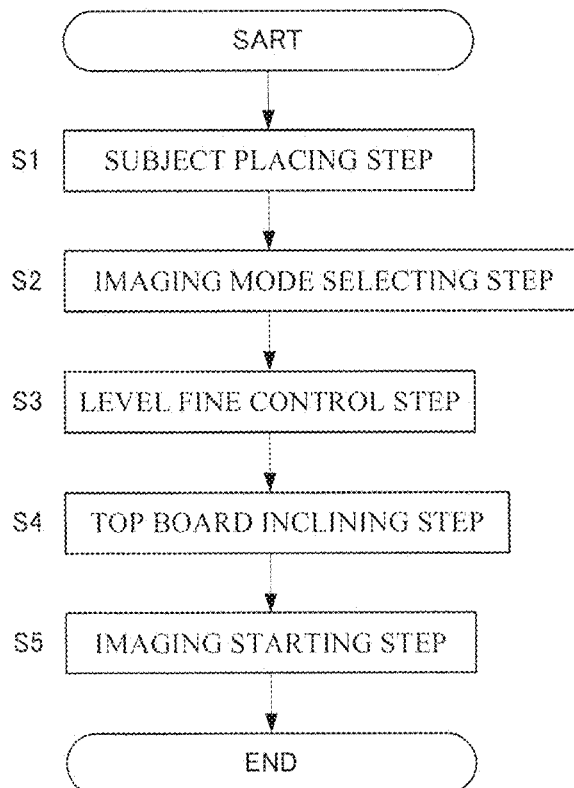 SART
S1 SUBJECT PLACING STEP
S2 IMAGING MODE SELECTING STEP
S3 LEVEL FINE CONTROL STEP
S4 TOP BOARD INCLINING STEP
S5 IMAGING STARTING STEP
END